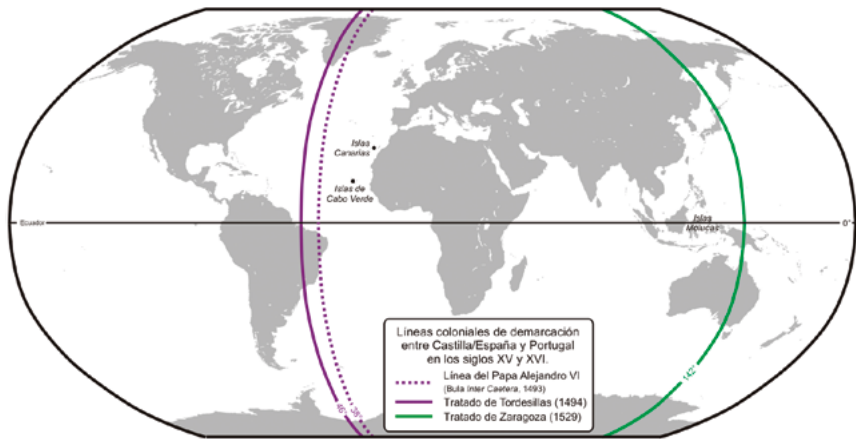 Islas
Canarias
Islas de
Cabo Verde
Ecuador
Islas
Molucas
0°
Líneas coloniales de demarcación
entre Castilla/España y Portugal
en los siglos XV y XVI.
Línea del Papa Alejandro VI
(Bula Inter Caetera, 1493)
Tratado de Tordesillas (1494)
Tratado de Zaragoza (1529)
46°
38°
142°